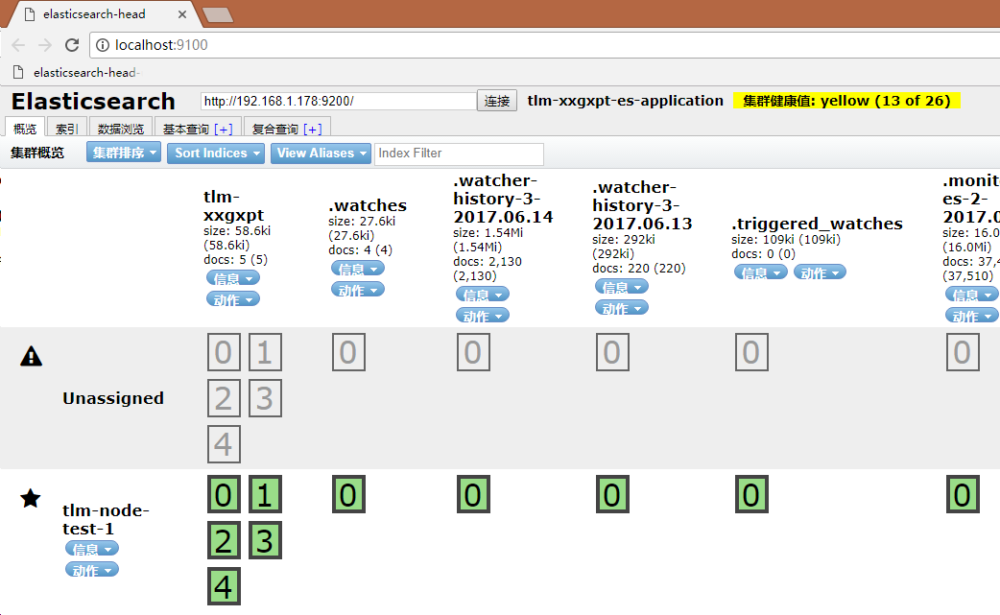 elasticsearch-head
localhost:9100
elasticsearch-head-
Elasticsearch http://192.168.1.178:9200/ 连接 tlm-xxgxpt-es-application 集群健康值: yellow (13 of 26)
概览 索引 数据浏览 基本查询 [+] 复合查询 [+]
集群概览 集群排序 Sort Indices View Aliases Index Filter
tlm-
xxgxpt
size: 58.6ki
(58.6ki)
docs: 5 (5)
信息
动作
.watches
size: 27.6ki
(27.6ki)
docs: 4 (4)
信息
动作
.watcher-
history-3-
2017.06.14
size: 1.54Mi
(1.54Mi)
docs: 2,130
(2,130)
信息
动作
.watcher-
history-3-
2017.06.13
size: 292ki
(292ki)
docs: 220 (220)
信息
动作
.triggered_watches
size: 109ki (109ki)
docs: 0 (0)
信息 动作
.monit
es-2-
2017.0
size: 16.0
(16.0Mi)
docs: 37,4
(37,510)
信息
动作
Unassigned
0 1 0 0 0 0 0
2 3
4
tlm-node-
test-1
信息
动作
0 1 0 0 0 0 0
2 3
4